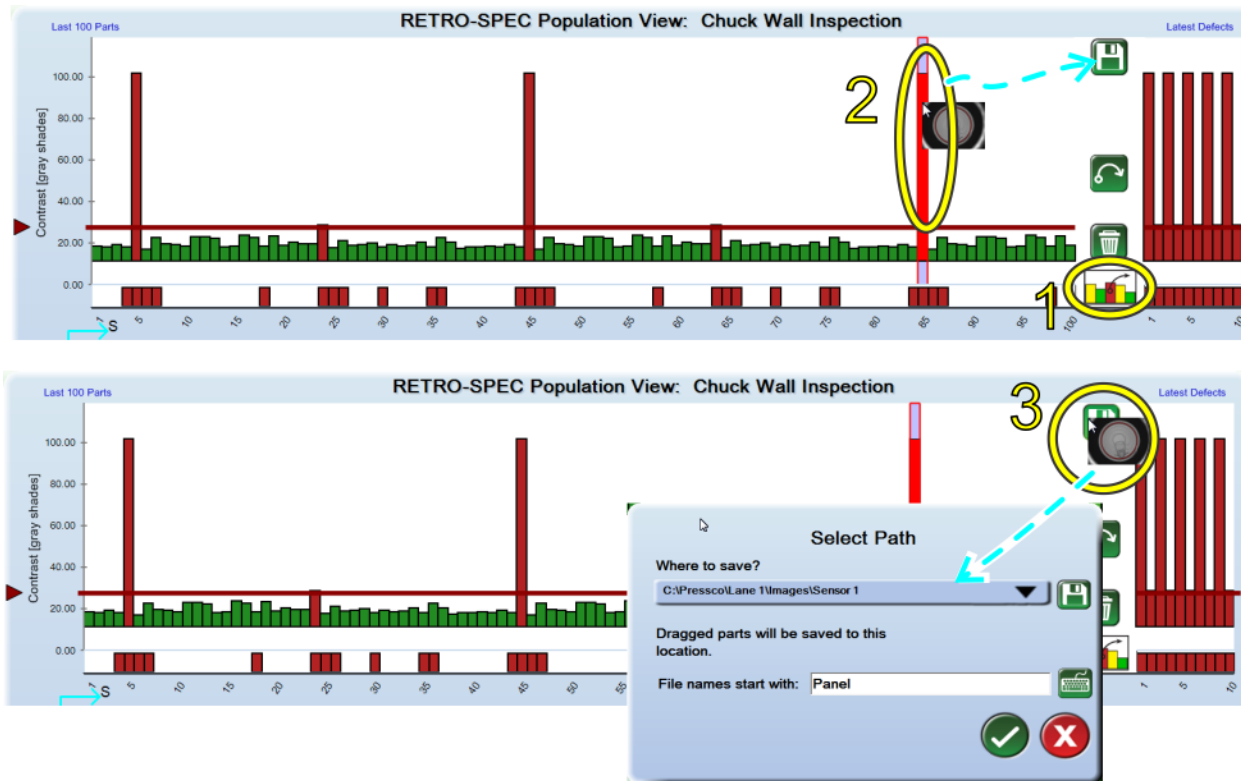 RETRO-SPEC Population View: Chuck Wall Inspection
Last 100 Parts
Latest Defects
Contrast [gray shades]
100.00
80.00
60.00
40.00
20.00
0.00
2
1
S
1 5 10 15 20 25 30 35 40 45 50 55 60 65 70 75 80 85 90 95 100
1 5 10
RETRO-SPEC Population View: Chuck Wall Inspection
Last 100 Parts
Latest Defects
Contrast [gray shades]
100.00
80.00
60.00
40.00
20.00
0.00
3
S
1 5 10 15 20 25 30 35 40 45 50 55
1 5 10
Select Path
Where to save?
C:\Pressco\Lane 1\Images\Sensor 1
Dragged parts will be saved to this
location.
File names start with: Panel